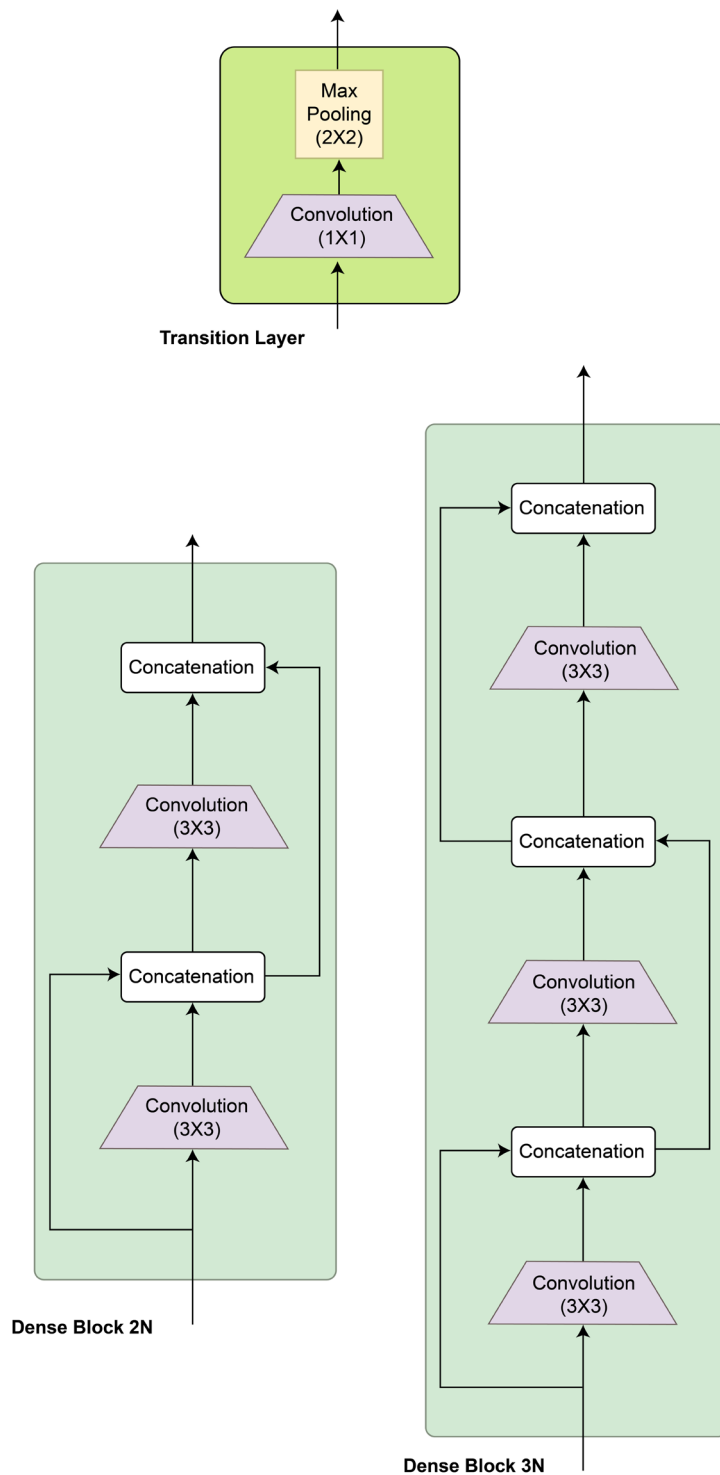 Max
Pooling
(2X2)
Convolution
(1X1)
Transition Layer
Concatenation
Convolution
(3X3)
Concatenation
Convolution
(3X3)
Dense Block 2N
Concatenation
Convolution
(3X3)
Concatenation
Convolution
(3X3)
Concatenation
Convolution
(3X3)
Dense Block 3N